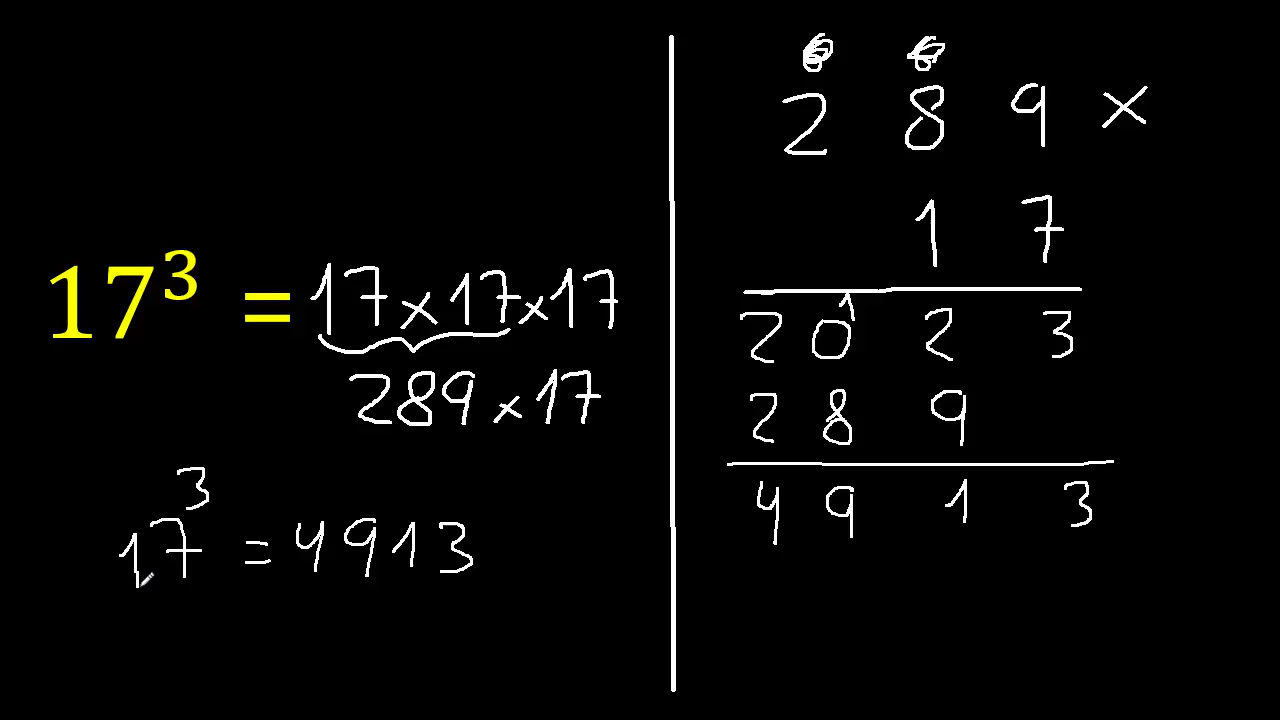 17³ = 17 × 17 × 17
289 × 17
17³ = 4913
6 6
2 8 9 ×
1 7
1
2 0 2 3
2 8 9
4 9 1 3